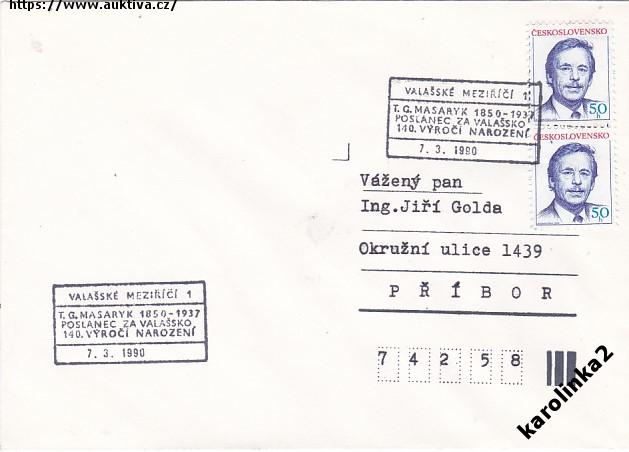 https://www.auktiva.cz/
ČESKOSLOVENSKO
50
h
ČESKOSLOVENSKO
50
h
VALAŠSKÉ MEZIŘÍČÍ 1
T. G. MASARYK 1850-1937
POSLANEC ZA VALAŠSKO
140. VÝROČÍ NAROZENÍ
7. 3. 1990
Vážený pan
Ing.Jiří Golda
Okružní ulice 1439
PŘÍBOR
VALAŠSKÉ MEZIŘÍČÍ 1
T. G. MASARYK 1850-1937
POSLANEC ZA VALAŠSKO
140. VÝROČÍ NAROZENÍ
7. 3. 1990
7 4 2 5 8
karolinka2